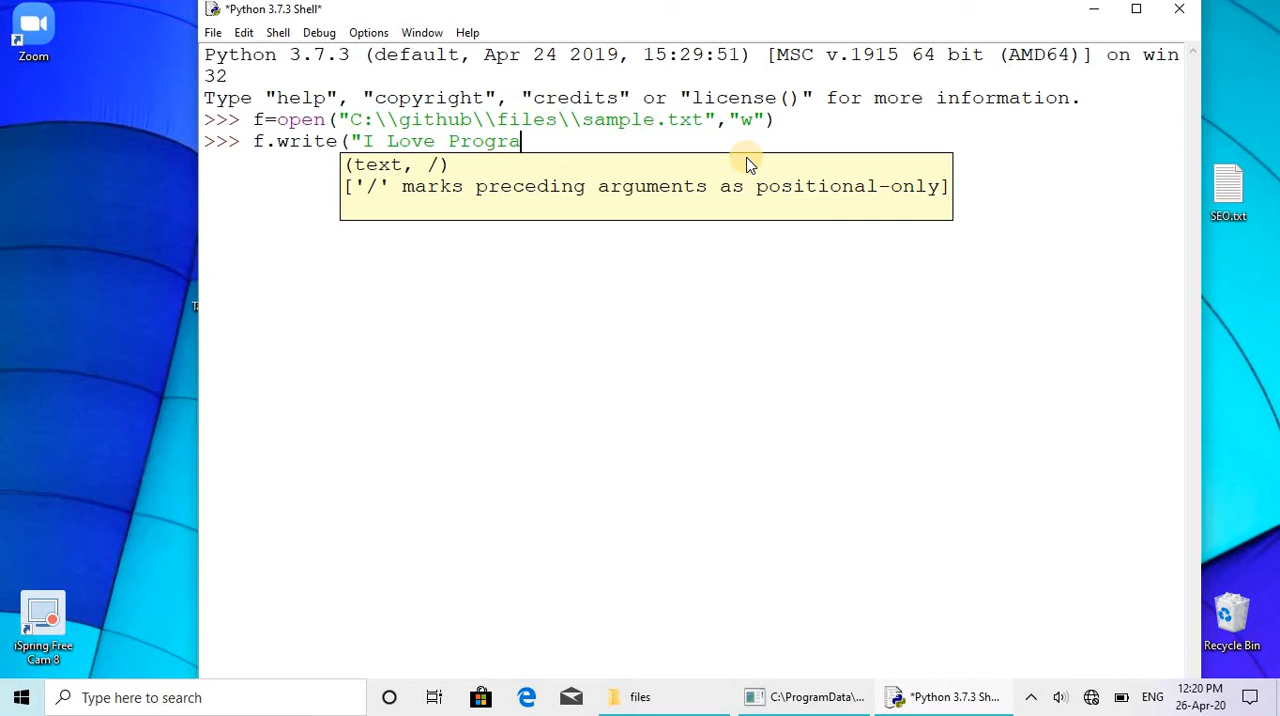 *Python 3.7.3 Shell*
Zoom
File Edit Shell Debug Options Window Help
Python 3.7.3 (default, Apr 24 2019, 15:29:51) [MSC v.1915 64 bit (AMD64)] on win
32
Type "help", "copyright", "credits" or "license()" for more information.
>>> f=open("C:\\github\\files\\sample.txt","w")
>>> f.write("I Love Progra
(text, /)
['/' marks preceding arguments as positional-only]
SEO.txt
iSpring Free
Cam 8
Recycle Bin
Type here to search
files
C:\ProgramData\...
*Python 3.7.3 Sh...
ENG
12:20 PM
26-Apr-20